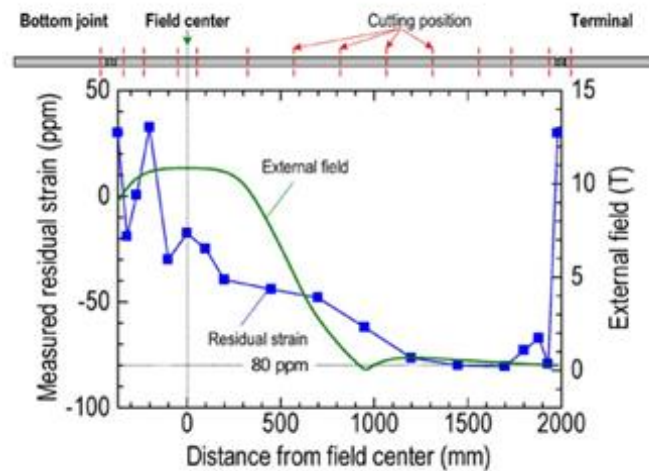 Bottom joint Field center Cutting position Terminal
50
0
-50
-100
Measured residual strain (ppm)
15
10
5
0
External field (T)
External field
Residual strain
80 ppm
0 500 1000 1500 2000
Distance from field center (mm)